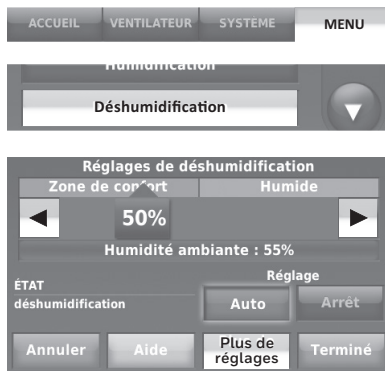 ACCUEIL VENTILATEUR SYSTEME MENU
Humidification
Déshumidification
Réglages de déshumidification
Zone de confort Humide
50%
Humidité ambiante : 55%
Réglage
ÉTAT
déshumidification
Auto Arrêt
Annuler Aide Plus de réglages Terminé